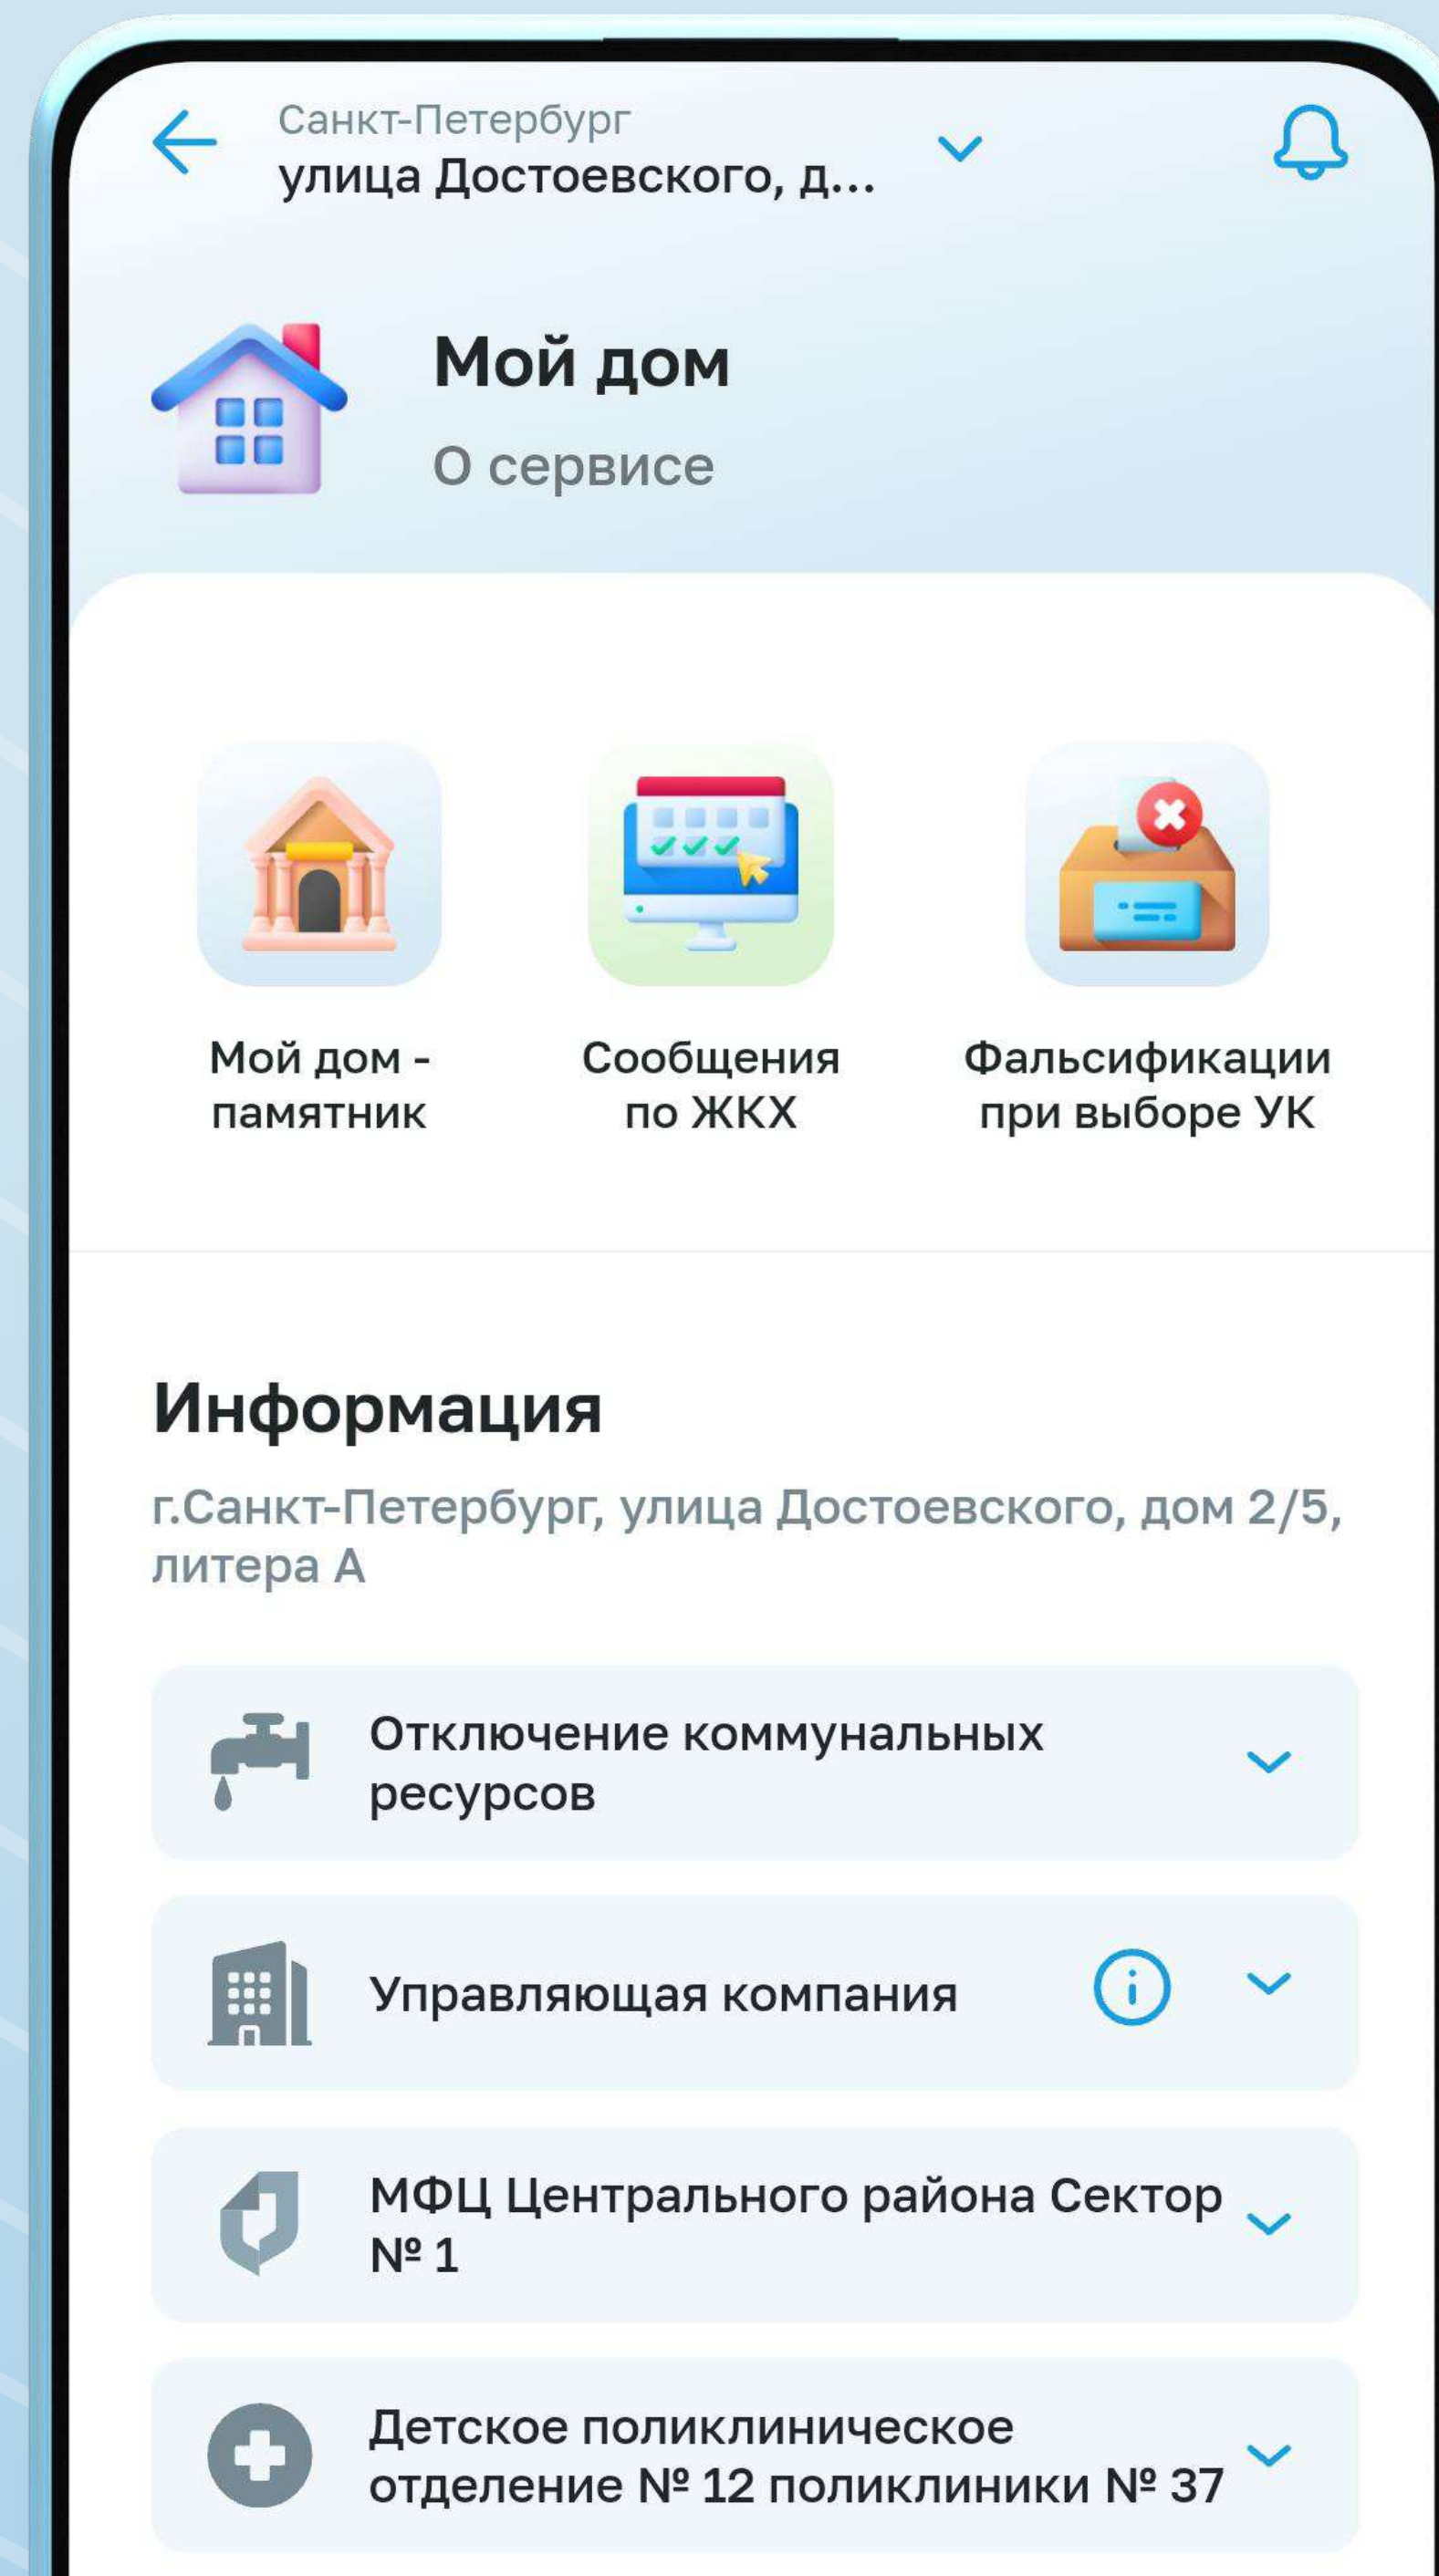 Санкт-Петербург
улица Достоевского, д...
Мой дом
О сервисе
Мой дом -
памятник
Сообщения
по ЖКХ
Фальсификации
при выборе УК
Информация
г.Санкт-Петербург, улица Достоевского, дом 2/5,
литера А
Отключение коммунальных
ресурсов
Управляющая компания
МФЦ Центрального района Сектор
№ 1
Детское поликлиническое
отделение № 12 поликлиники № 37